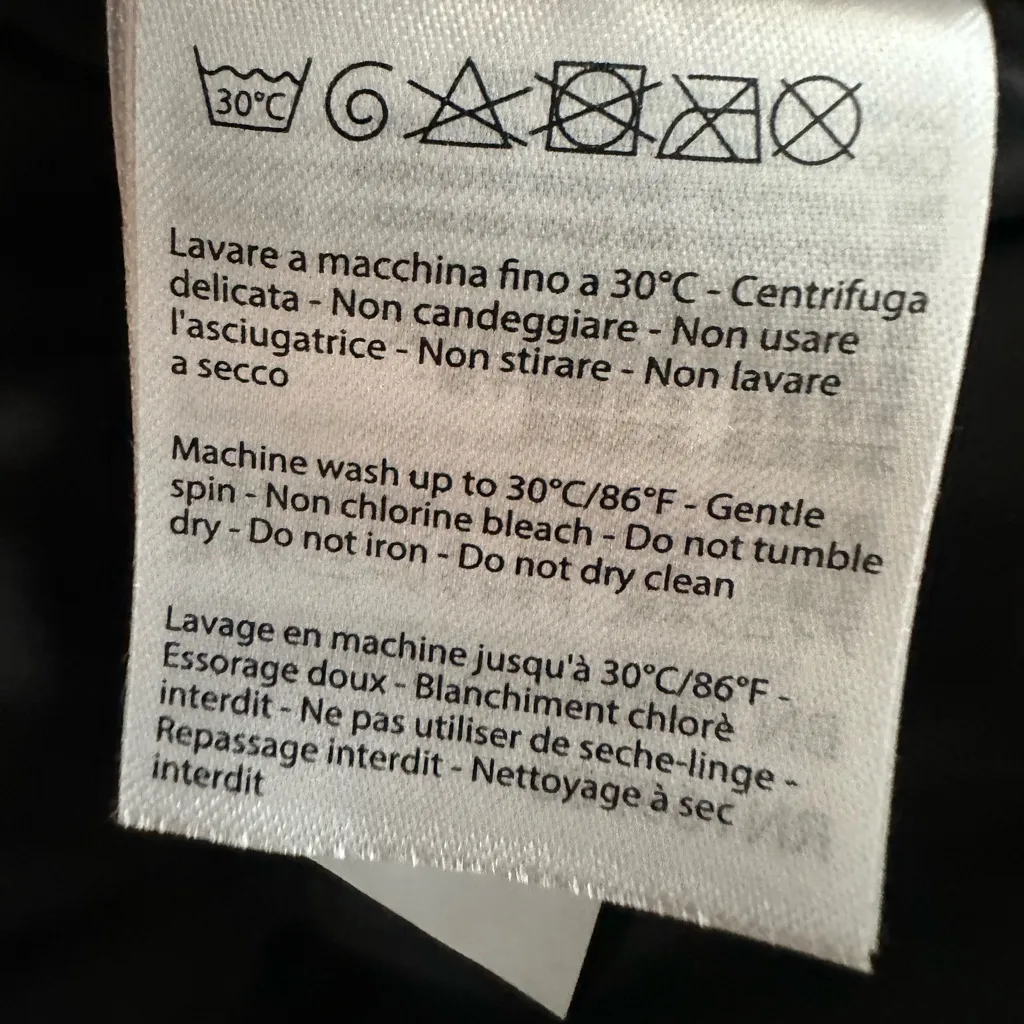 30°C
Lavare a macchina fino a 30°C - Centrifuga
delicata - Non candeggiare - Non usare
l'asciugatrice - Non stirare - Non lavare
a secco
Machine wash up to 30°C/86°F - Gentle
spin - Non chlorine bleach - Do not tumble
dry - Do not iron - Do not dry clean
Lavage en machine jusqu'à 30°C/86°F -
Essorage doux - Blanchiment chlorè
interdit - Ne pas utiliser de seche-linge -
Repassage interdit - Nettoyage à sec
interdit